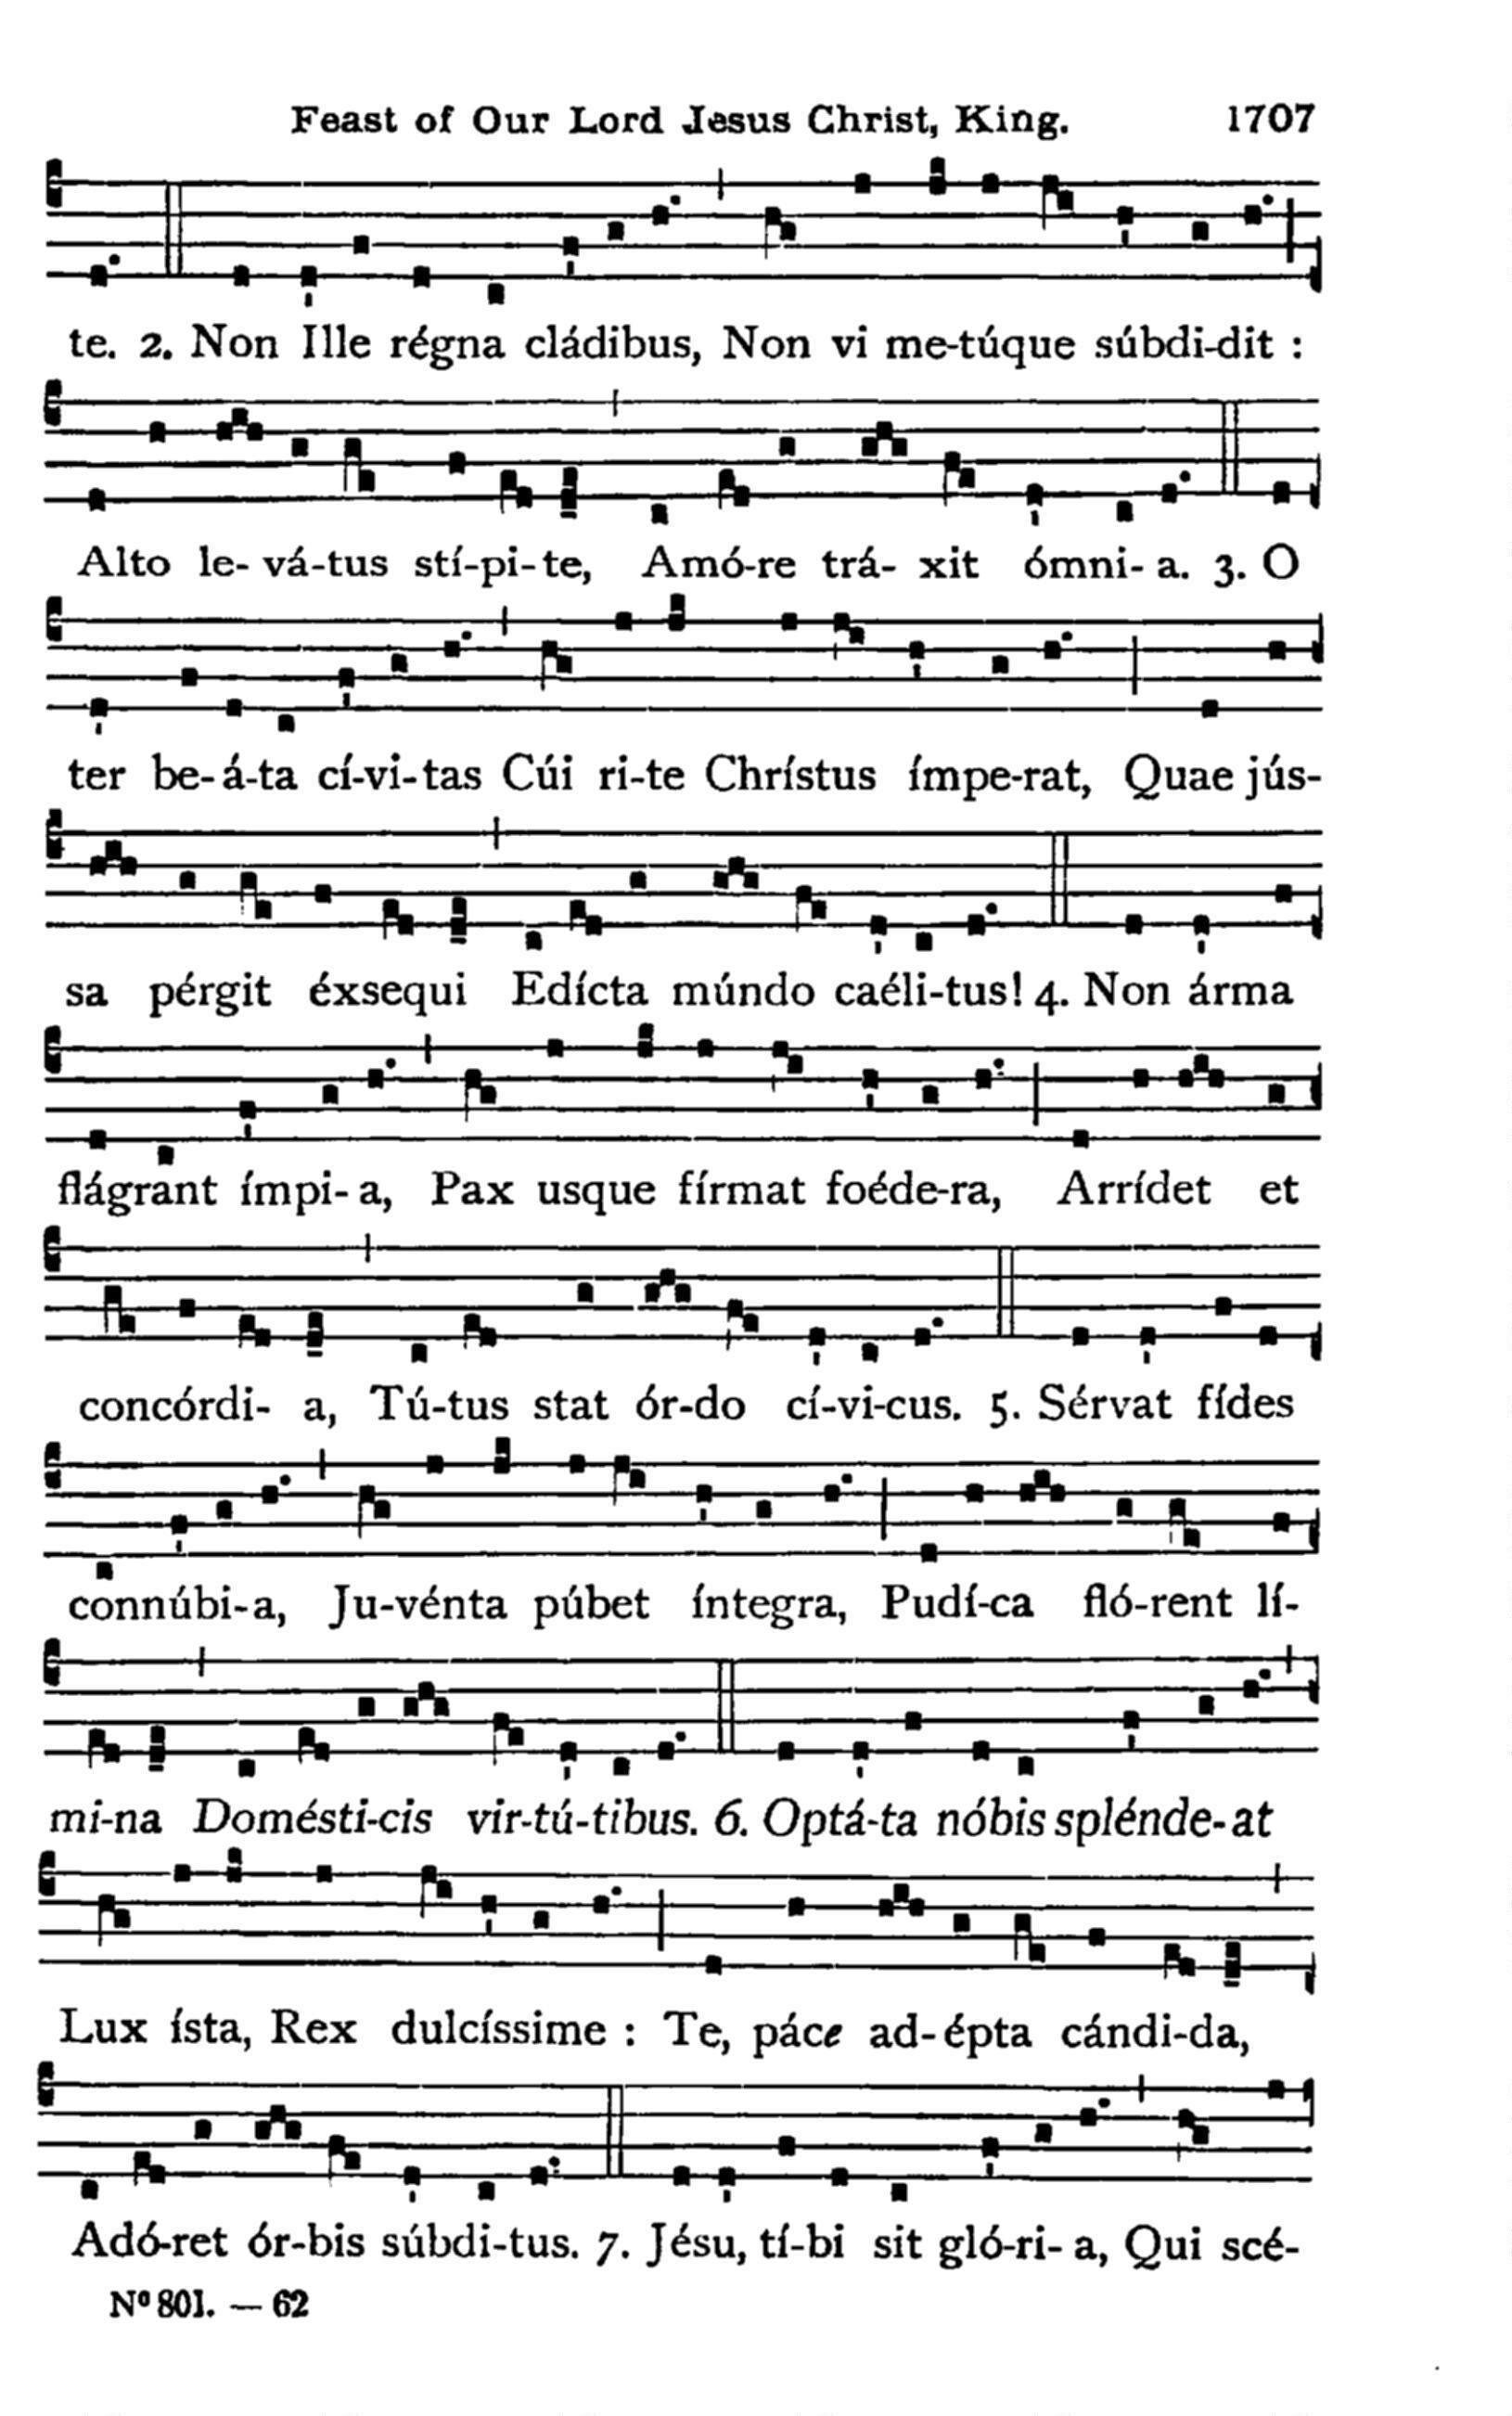 Feast of Our Lord Jesus Christ, King. 1707
te. 2. Non Ille régna cládibus, Non vi me-túque súbdi-dit :
Alto le- vá-tus stí-pi-te, Amó-re trá- xit ómni- a. 3. O
ter be-á-ta cí-vi-tas Cúi ri-te Chrístus ímpe-rat, Quae jús-
sa pérgit éxsequi Edícta múndo caéli-tus! 4. Non árma
flágrant ímpi- a, Pax usque fírmat foéde-ra, Arrídet et
concórdi- a, Tú-tus stat ór-do cí-vi-cus. 5. Sérvat fídes
connúbi-a, Ju-vénta púbet íntegra, Pudí-ca fló-rent lí-
mi-na Domésti-cis vir-tú-tibus. 6. Optá-ta nóbis splénde-at
Lux ísta, Rex dulcíssime : Te, páce ad-épta cándi-da,
Adó-ret ór-bis súbdi-tus. 7. Jésu, tí-bi sit gló-ri- a, Qui scé-
Nº 801. — 62